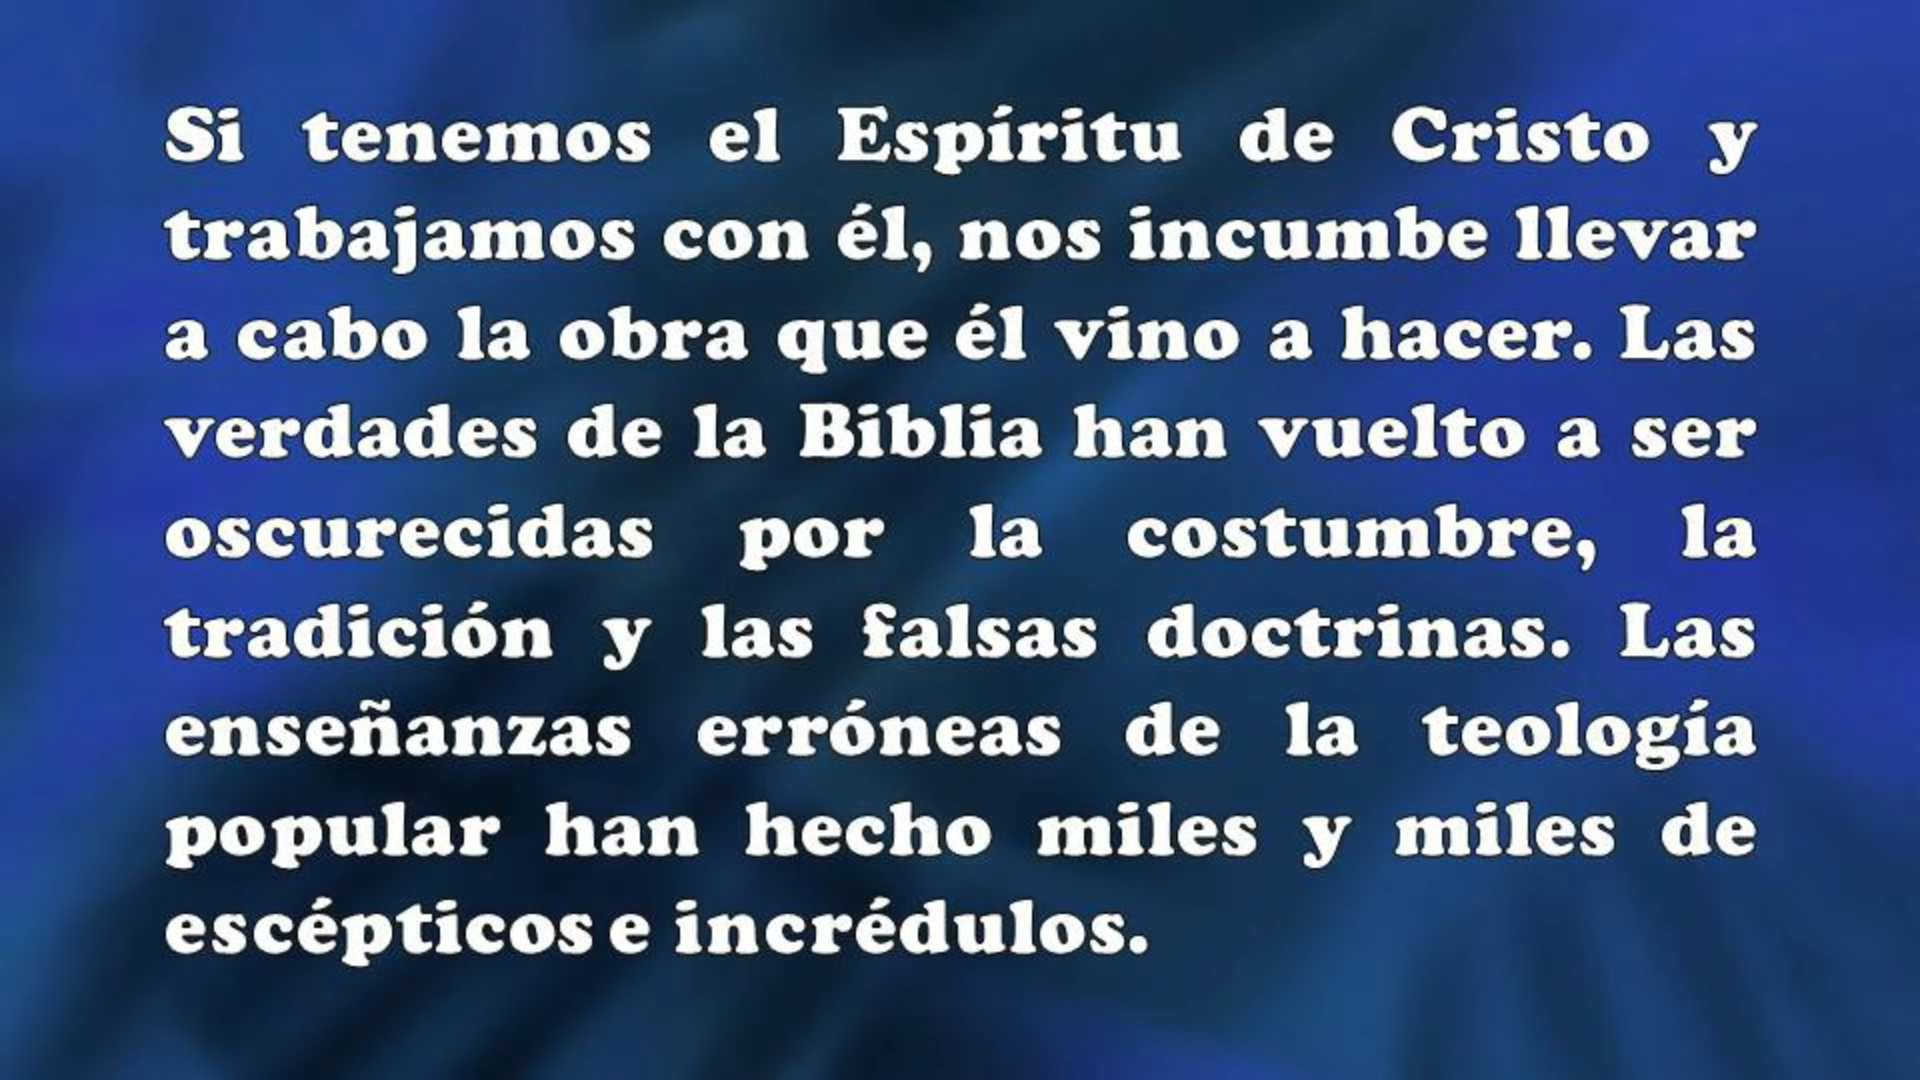 Si tenemos el Espíritu de Cristo y
trabajamos con él, nos incumbe llevar
a cabo la obra que él vino a hacer. Las
verdades de la Biblia han vuelto a ser
oscurecidas por la costumbre, la
tradición y las falsas doctrinas. Las
enseñanzas erróneas de la teología
popular han hecho miles y miles de
escépticos e incrédulos.